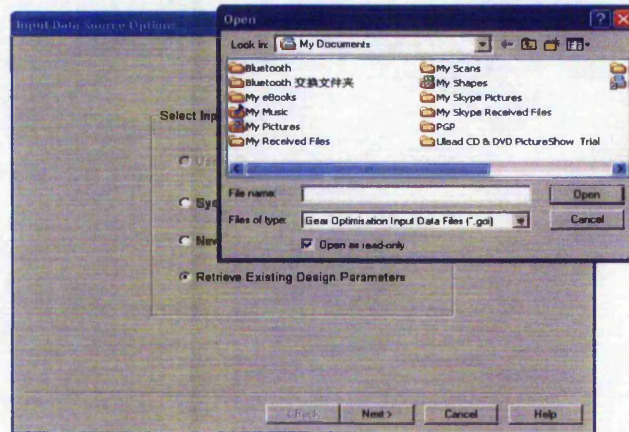 Input Data Source Options
Open
Look in: My Documents
Bluetooth
Bluetooth 交换文件夹
My eBooks
My Music
My Pictures
My Received Files
My Scans
My Shapes
My Skype Pictures
My Skype Received Files
PGP
Ulead CD & DVD PictureShow Trial
File name:
Open
Files of type: Gear Optimisation Input Data Files (*.goi)
Cancel
Open as read-only
Select Inp
Use
Sys
New
Retrieve Existing Design Parameters
< Back
Next >
Cancel
Help